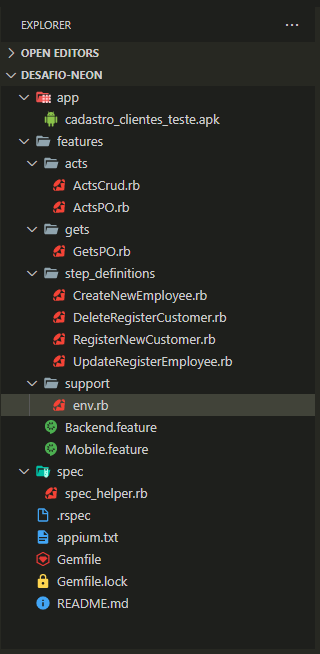 EXPLORER
OPEN EDITORS
DESAFIO-NEON
app
cadastro_clientes_teste.apk
features
acts
ActsCrud.rb
ActsPO.rb
gets
GetsPO.rb
step_definitions
CreateNewEmployee.rb
DeleteRegisterCustomer.rb
RegisterNewCustomer.rb
UpdateRegisterEmployee.rb
support
env.rb
Backend.feature
Mobile.feature
spec
spec_helper.rb
.rspec
appium.txt
Gemfile
Gemfile.lock
README.md